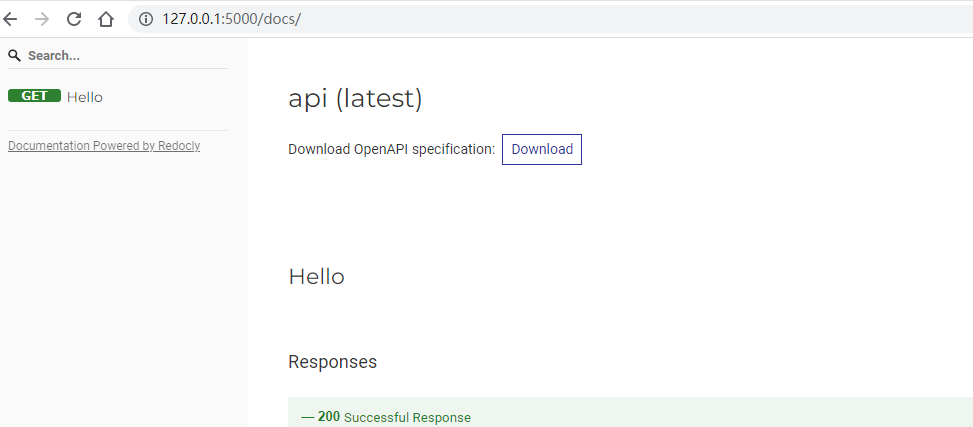 127.0.0.1:5000/docs/
Search...
GET Hello
Documentation Powered by Redocly
api (latest)
Download OpenAPI specification: Download
Hello
Responses
— 200 Successful Response